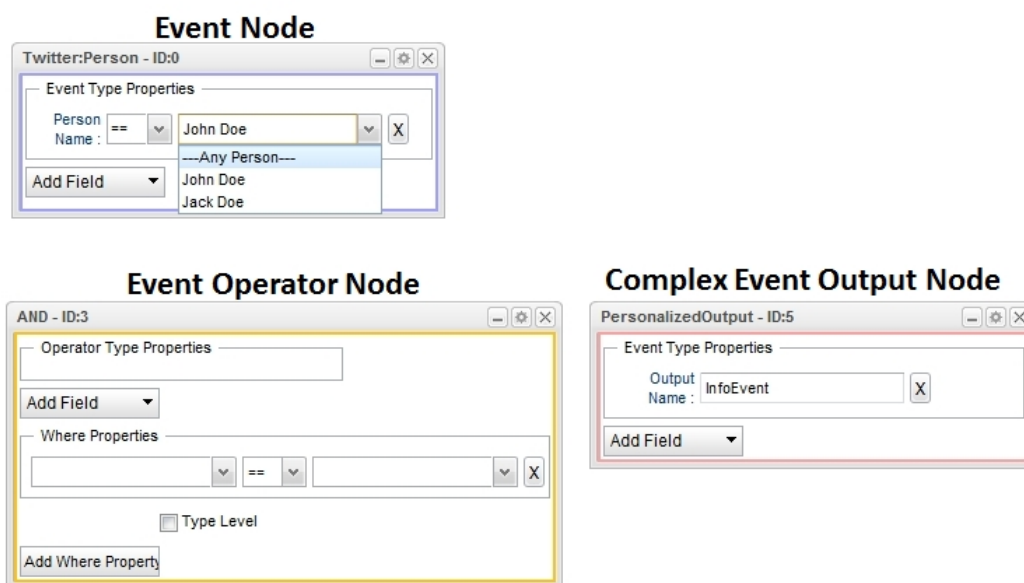 Event Node
Twitter:Person - ID:0
Event Type Properties
Person
Name :
== John Doe X
---Any Person---
Add Field
John Doe
Jack Doe
Event Operator Node
AND - ID:3
Operator Type Properties
Add Field
Where Properties
== X
Type Level
Add Where Property
Complex Event Output Node
PersonalizedOutput - ID:5
Event Type Properties
Output
Name :
InfoEvent X
Add Field